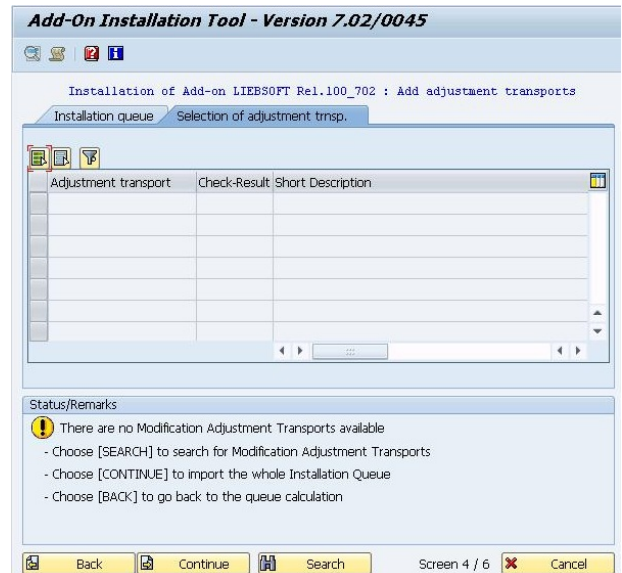 Add-On Installation Tool - Version 7.02/0045
Installation of Add-on LIEBSOFT Rel.100_702 : Add adjustment transports
Installation queue Selection of adjustment trnsp.
Adjustment transport Check-Result Short Description
Status/Remarks
There are no Modification Adjustment Transports available
- Choose [SEARCH] to search for Modification Adjustment Transports
- Choose [CONTINUE] to import the whole Installation Queue
- Choose [BACK] to go back to the queue calculation
Back Continue Search Screen 4 / 6 Cancel